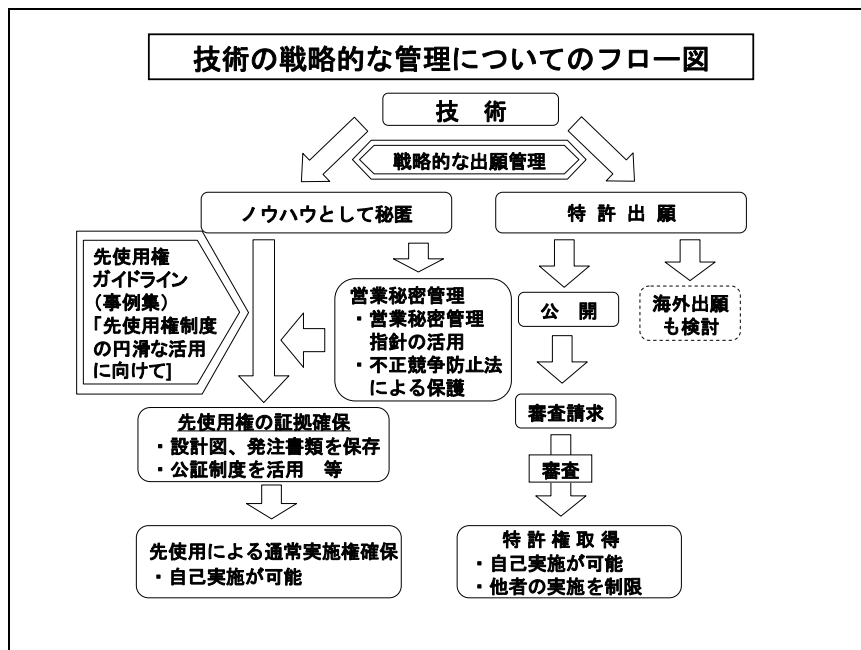 技術の戦略的な管理についてのフロー図
技 術
戦略的な出願管理
ノウハウとして秘匿
特 許 出 願
先使用権
ガイドライン
（事例集）
「先使用権制度
の円滑な活用
に向けて]
営業秘密管理
・営業秘密管理
指針の活用
・不正競争防止法
による保護
公 開
海外出願
も検討
先使用権の証拠確保
・設計図、発注書類を保存
・公証制度を活用 等
審査請求
審査
先使用による通常実施権確保
・自己実施が可能
特 許 権 取 得
・自己実施が可能
・他者の実施を制限